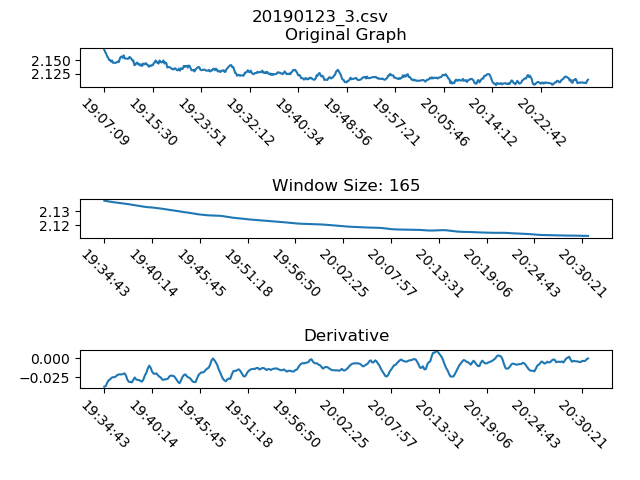 20190123_3.csv
Original Graph
2.150
2.125
19:07:09 19:15:30 19:23:51 19:32:12 19:40:34 19:48:56 19:57:21 20:05:46 20:14:12 20:22:42
Window Size: 165
2.13
2.12
19:34:43 19:40:14 19:45:45 19:51:18 19:56:50 20:02:25 20:07:57 20:13:31 20:19:06 20:24:43 20:30:21
Derivative
0.000
−0.025
19:34:43 19:40:14 19:45:45 19:51:18 19:56:50 20:02:25 20:07:57 20:13:31 20:19:06 20:24:43 20:30:21